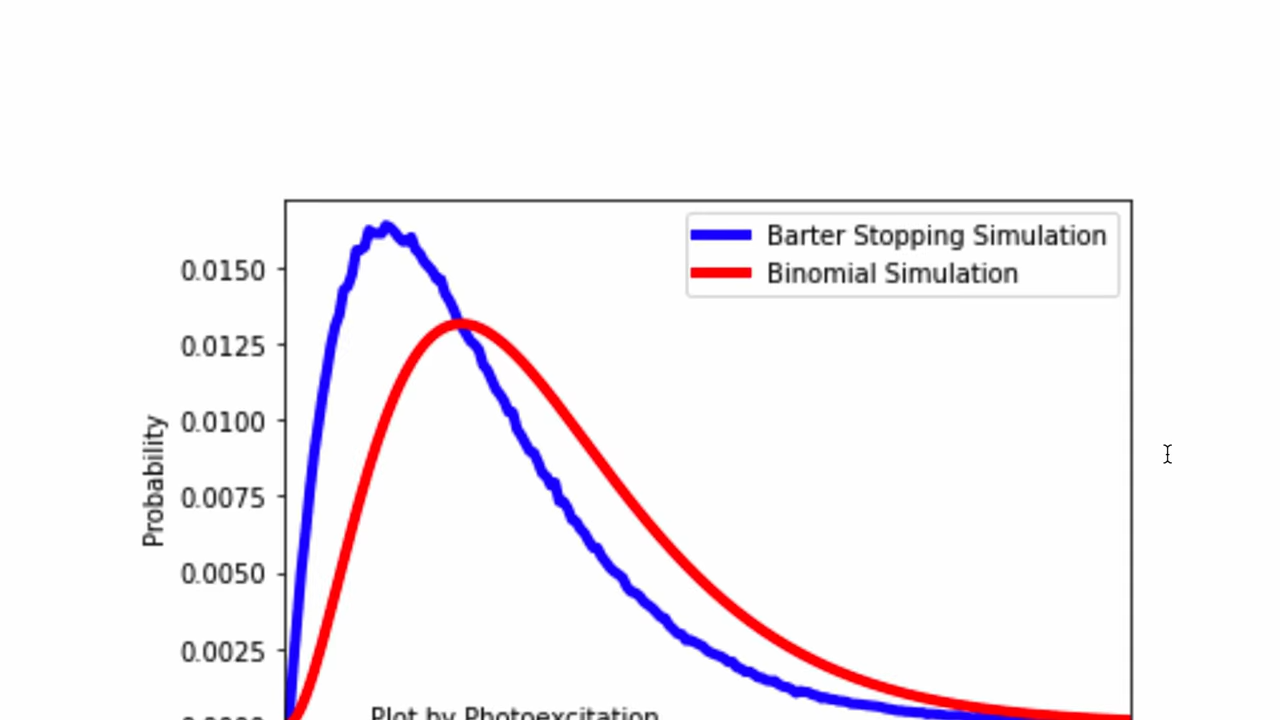 Barter Stopping Simulation
Binomial Simulation
0.0150
0.0125
0.0100
0.0075
0.0050
0.0025
Probability
Plot by Photoexcitation